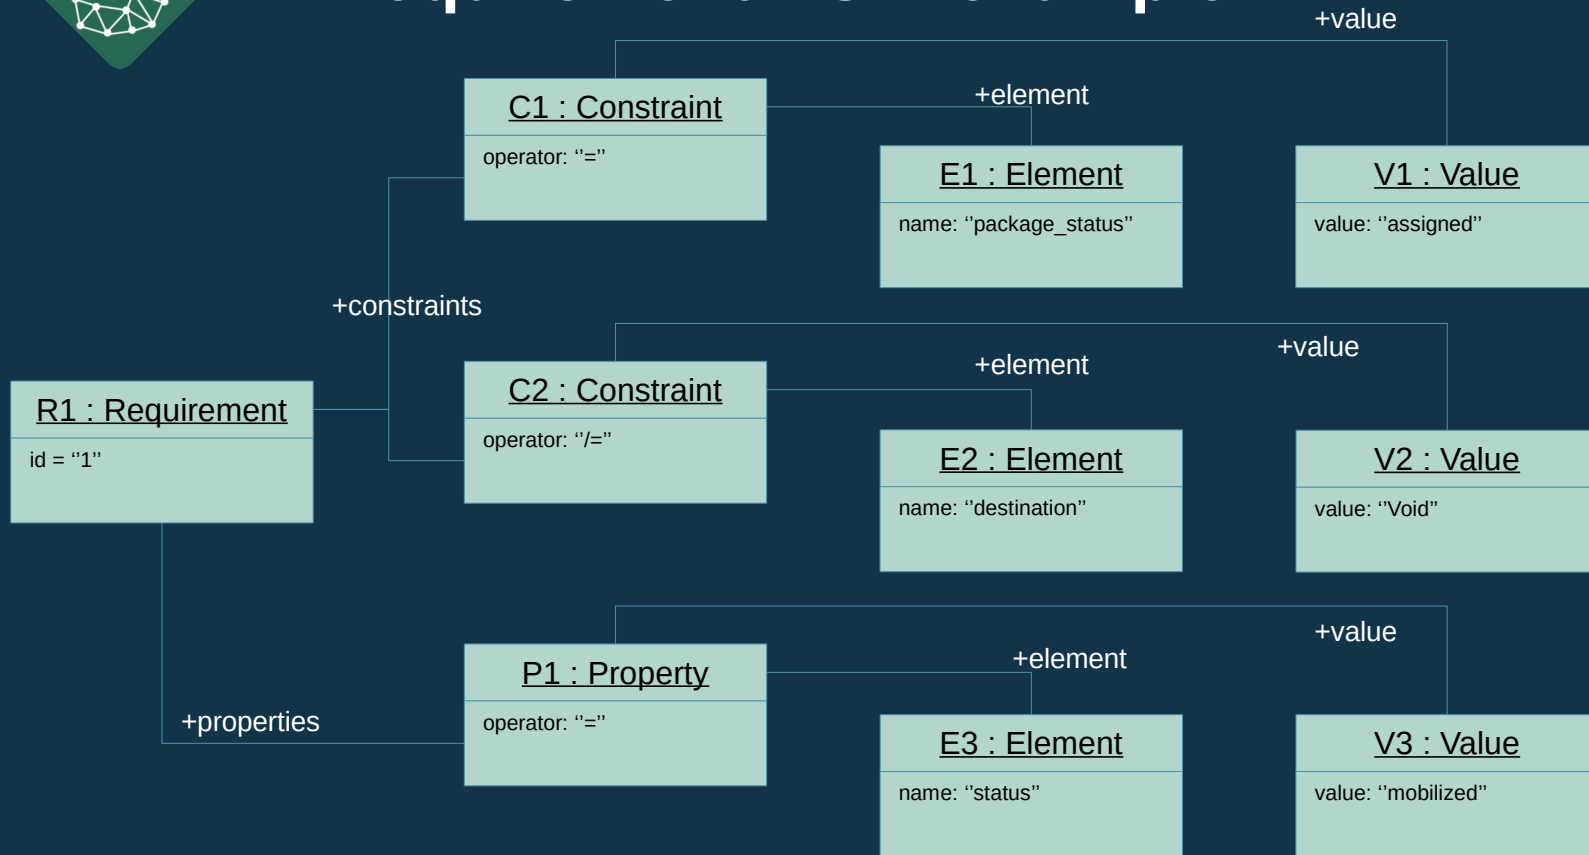 +value
C1 : Constraint
operator: ‘’=’’
+element
E1 : Element
name: ‘’package_status’’
V1 : Value
value: ‘’assigned’’
+constraints
R1 : Requirement
id = ‘’1’’
C2 : Constraint
operator: ‘’/=’’
+element
+value
E2 : Element
name: ‘’destination’’
V2 : Value
value: ‘’Void’’
+properties
P1 : Property
operator: ‘’=’’
+element
+value
E3 : Element
name: ‘’status’’
V3 : Value
value: ‘’mobilized’’